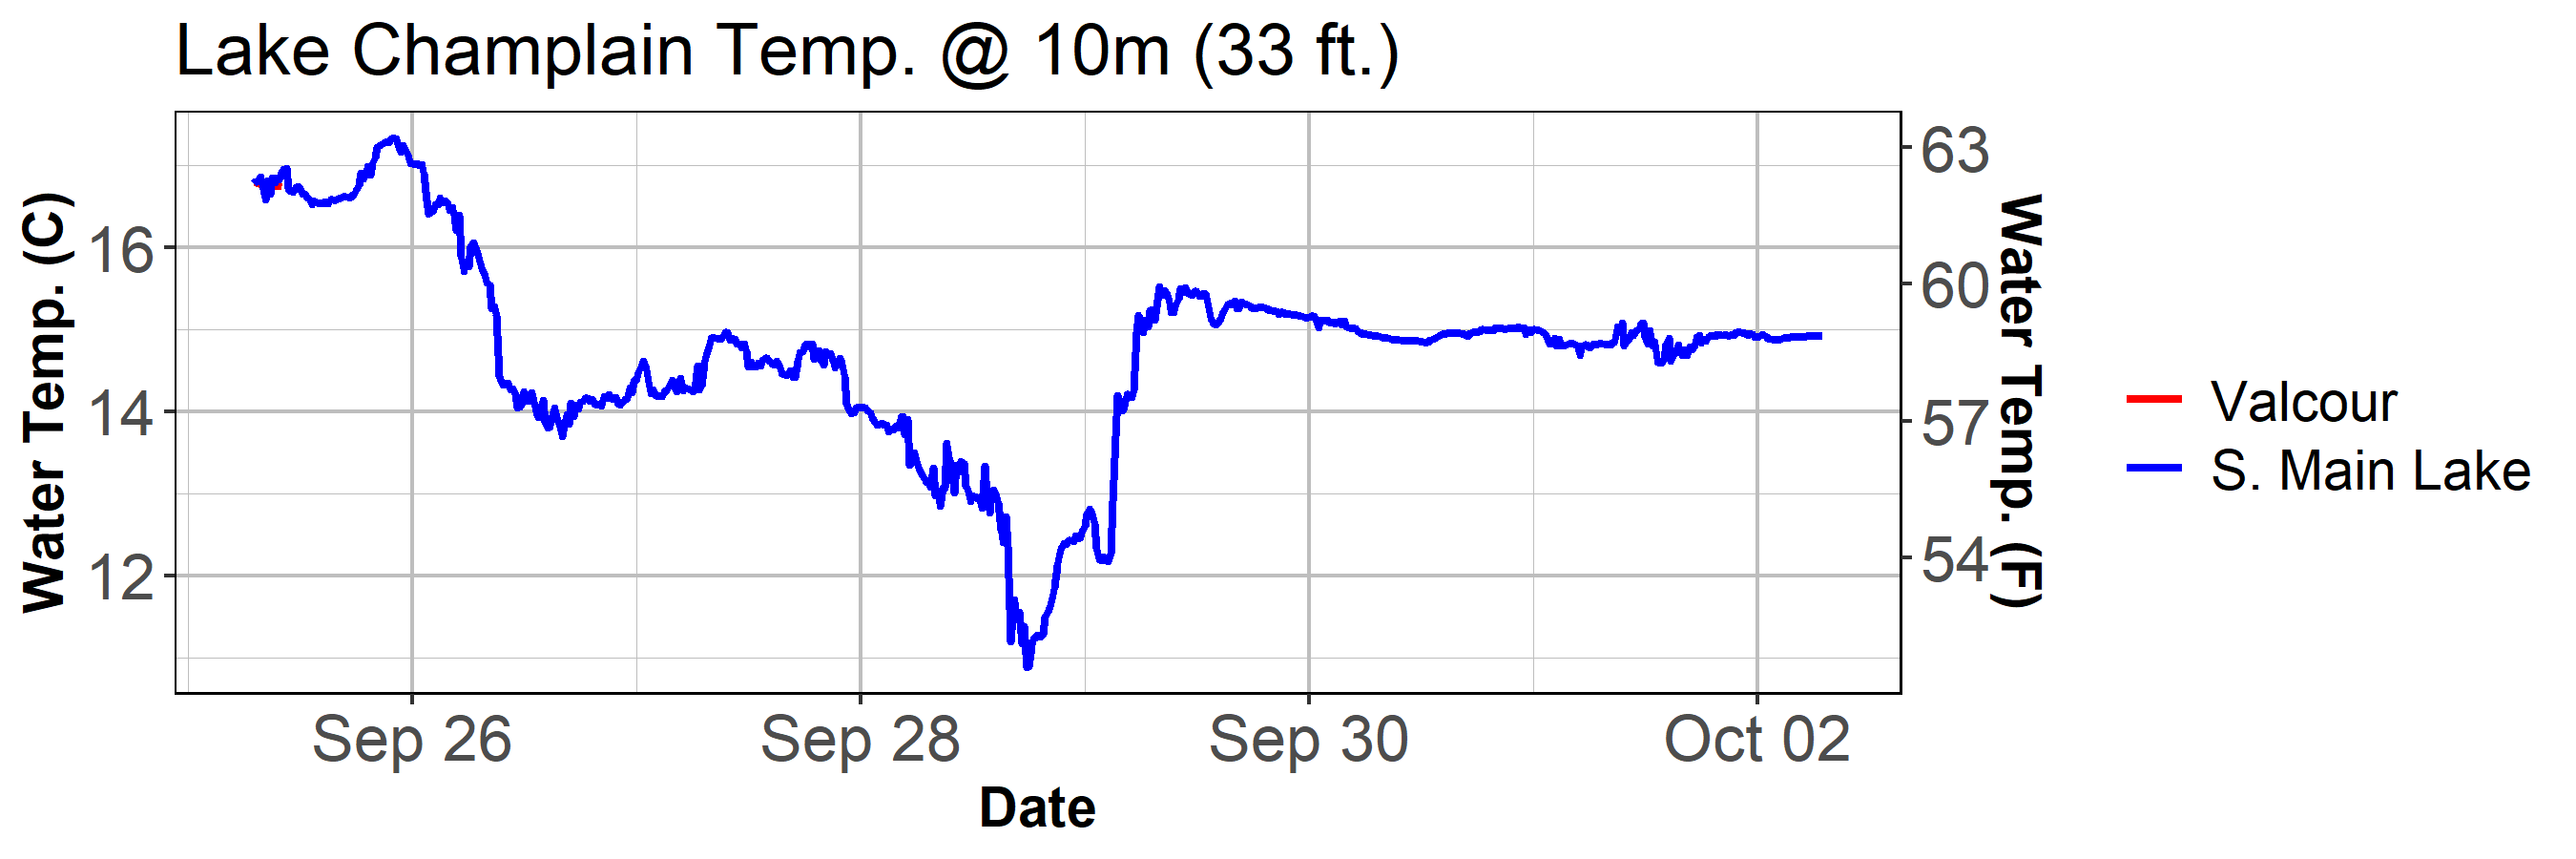 Lake Champlain Temp. @ 10m (33 ft.)
Water Temp. (C)
16
14
12
63
60
57
54
Water Temp. (F)
Sep 26
Sep 28
Sep 30
Oct 02
Date
Valcour
S. Main Lake